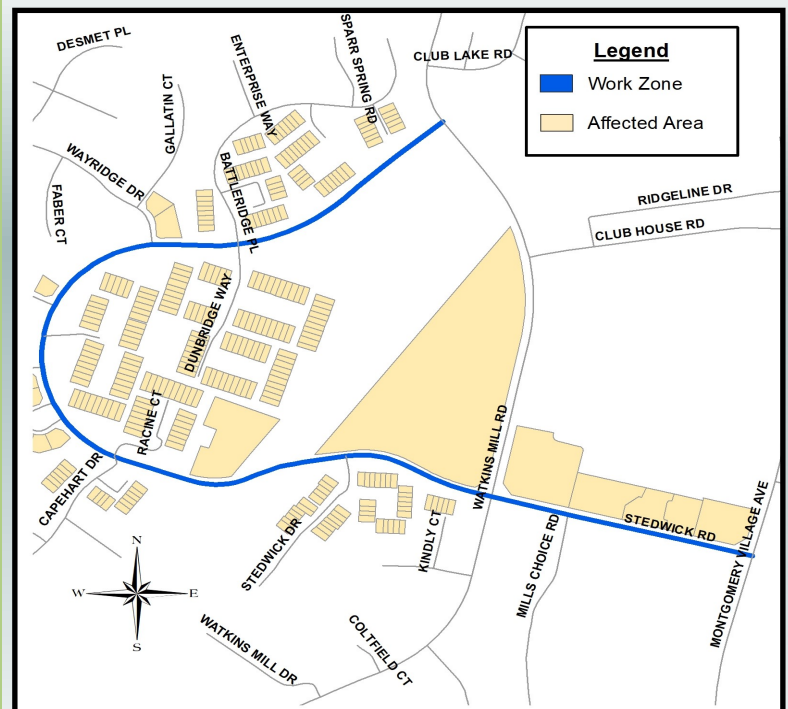 DESMET PL
ENTERPRISE WAY
SPARR SPRING RD
CLUB LAKE RD
Legend
Work Zone
Affected Area
GALLATIN CT
WAYRIDGE DR
FABER CT
BATTLERIDGE PL
RIDGELINE DR
CLUB HOUSE RD
DUNBRIDGE WAY
RACINE CT
CAPEHART DR
WATKINS MILL RD
STEDWICK RD
MONTGOMERY VILLAGE AVE
STEDWICK DR
KINDLY CT
MILLS CHOICE RD
N
W
E
S
WATKINS MILL DR
COLTFIELD CT